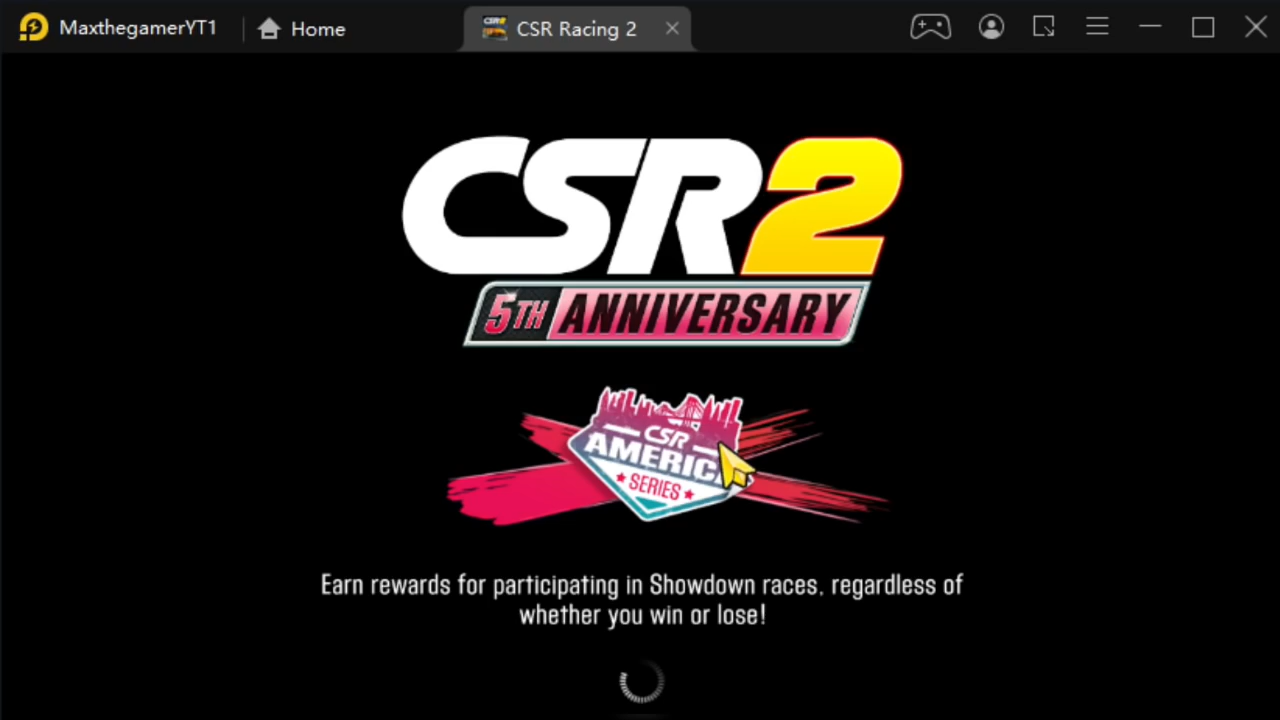 MaxthegamerYT1
Home
CSR Racing 2
CSR2
5TH ANNIVERSARY
CSR
AMERIC
SERIES
Earn rewards for participating in Showdown races, regardless of
whether you win or lose!